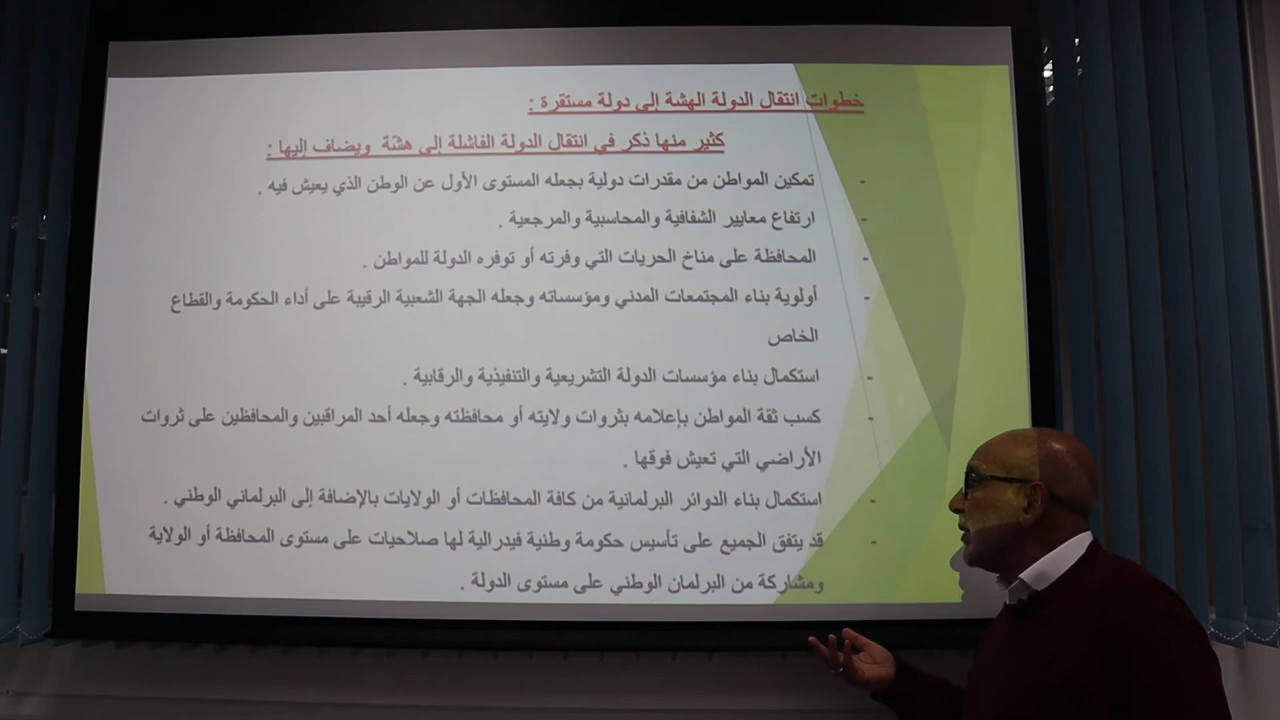 خطوات انتقال الدولة الهشة إلى دولة مستقرة :
كثير منها ذكر في انتقال الدولة الفاشلة إلى هشّة ويضاف إليها :
- تمكين المواطن من مقدرات دولية بجعله المستوى الأول عن الوطن الذي يعيش فيه .
- ارتفاع معايير الشفافية والمحاسبية والمرجعية .
- المحافظة على مناخ الحريات التي وفرته أو توفره الدولة للمواطن .
- أولوية بناء المجتمعات المدني ومؤسساته وجعله الجهة الشعبية الرقيبة على أداء الحكومة والقطاع
الخاص
- استكمال بناء مؤسسات الدولة التشريعية والتنفيذية والرقابية .
- كسب ثقة المواطن بإعلامه بثروات ولايته أو محافظته وجعله أحد المراقبين والمحافظين على ثروات
الأراضي التي تعيش فوقها .
- استكمال بناء الدوائر البرلمانية من كافة المحافظات أو الولايات بالإضافة إلى البرلماني الوطني .
- قد يتفق الجميع على تأسيس حكومة وطنية فيدرالية لها صلاحيات على مستوى المحافظة أو الولاية
ومشاركة من البرلمان الوطني على مستوى الدولة .